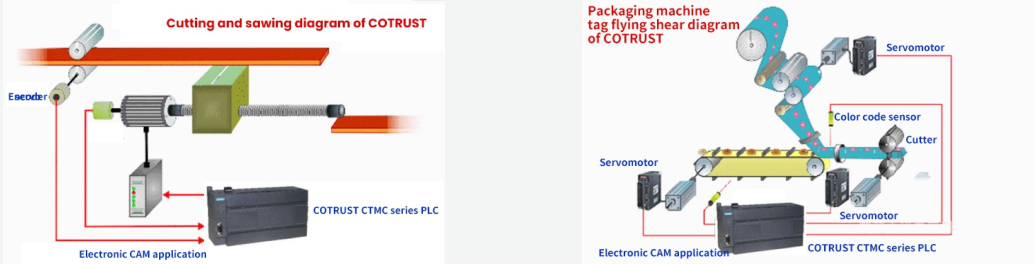 Cutting and sawing diagram of COTRUST
COTRUST CTMC series PLC
Electronic CAM application
Packaging machine
tag flying shear diagram
of COTRUST
Servomotor
Color code sensor
Cutter
Servomotor
Servomotor
Electronic CAM application
COTRUST CTMC series PLC